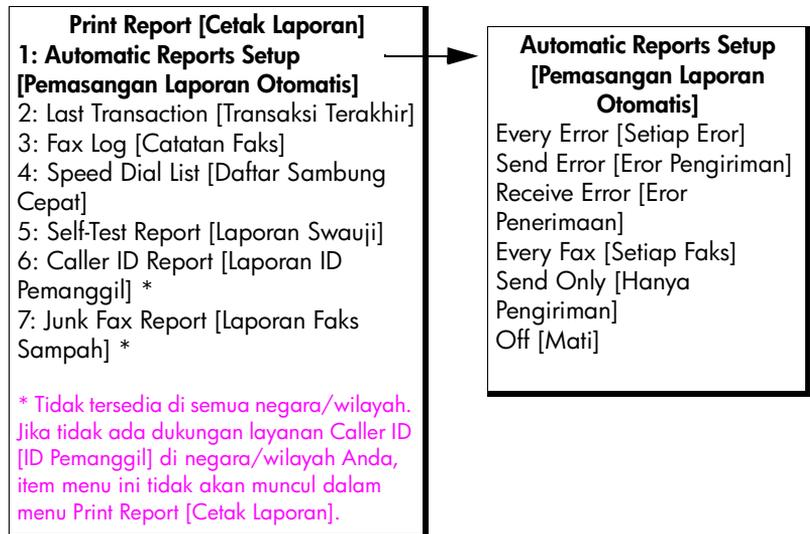 Print Report [Cetak Laporan]
1: Automatic Reports Setup
[Pemasangan Laporan Otomatis]
2: Last Transaction [Transaksi Terakhir]
3: Fax Log [Catatan Faks]
4: Speed Dial List [Daftar Sambung
Cepat]
5: Self-Test Report [Laporan Swauji]
6: Caller ID Report [Laporan ID
Pemanggil] *
7: Junk Fax Report [Laporan Faks
Sampah] *
* Tidak tersedia di semua negara/wilayah.
Jika tidak ada dukungan layanan Caller ID
[ID Pemanggil] di negara/wilayah Anda,
item menu ini tidak akan muncul dalam
menu Print Report [Cetak Laporan].
Automatic Reports Setup
[Pemasangan Laporan
Otomatis]
Every Error [Setiap Eror]
Send Error [Eror Pengiriman]
Receive Error [Eror
Penerimaan]
Every Fax [Setiap Faks]
Send Only [Hanya
Pengiriman]
Off [Mati]